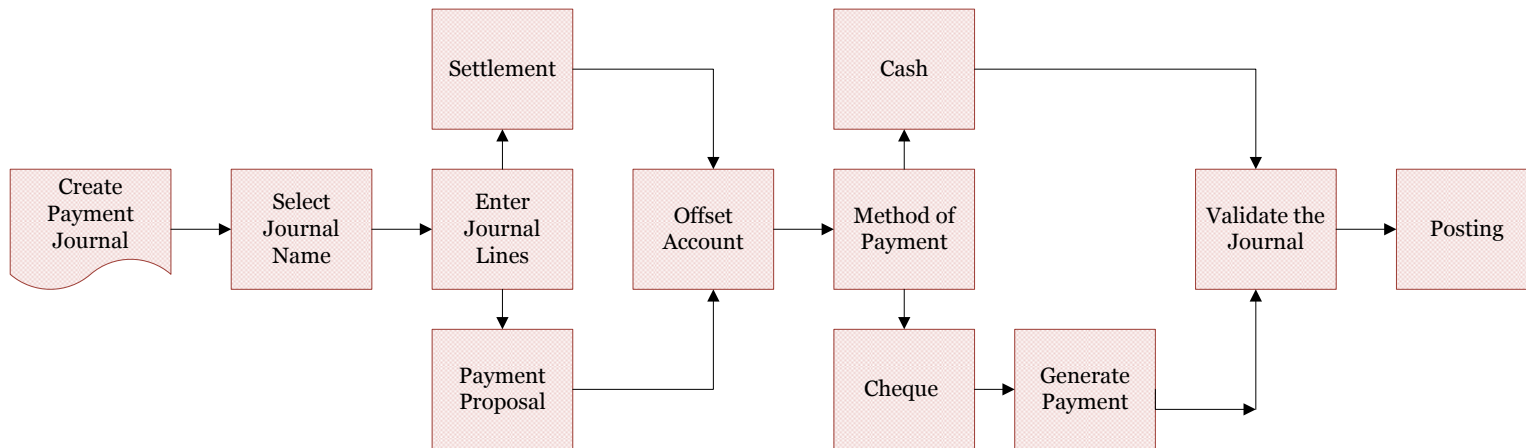 Settlement
Cash
Create
Payment
Journal
Select
Journal
Name
Enter
Journal
Lines
Offset
Account
Method of
Payment
Validate the
Journal
Posting
Payment
Proposal
Cheque
Generate
Payment